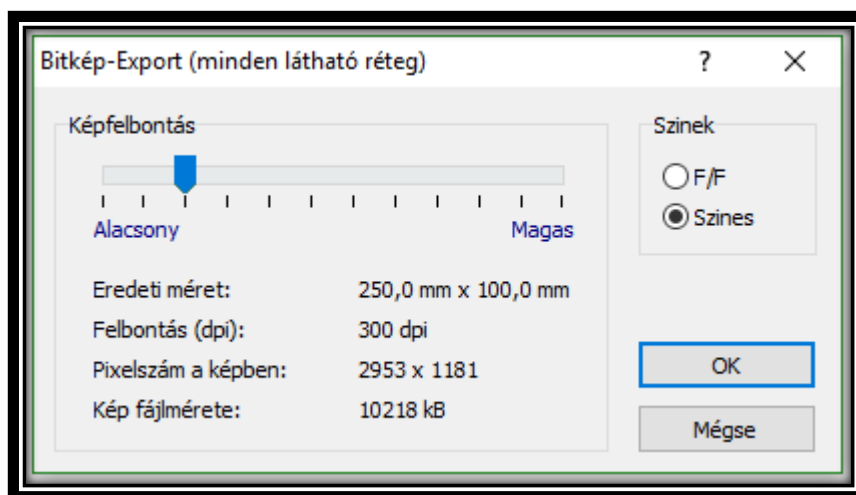 Bitkép-Export (minden látható réteg)
?
Képfelbontás
Alacsony
Magas
Eredeti méret: 250,0 mm x 100,0 mm
Felbontás (dpi): 300 dpi
Pixelszám a képben: 2953 x 1181
Kép fájlmérete: 10218 kB
Szinek
F/F
Szines
OK
Mégse